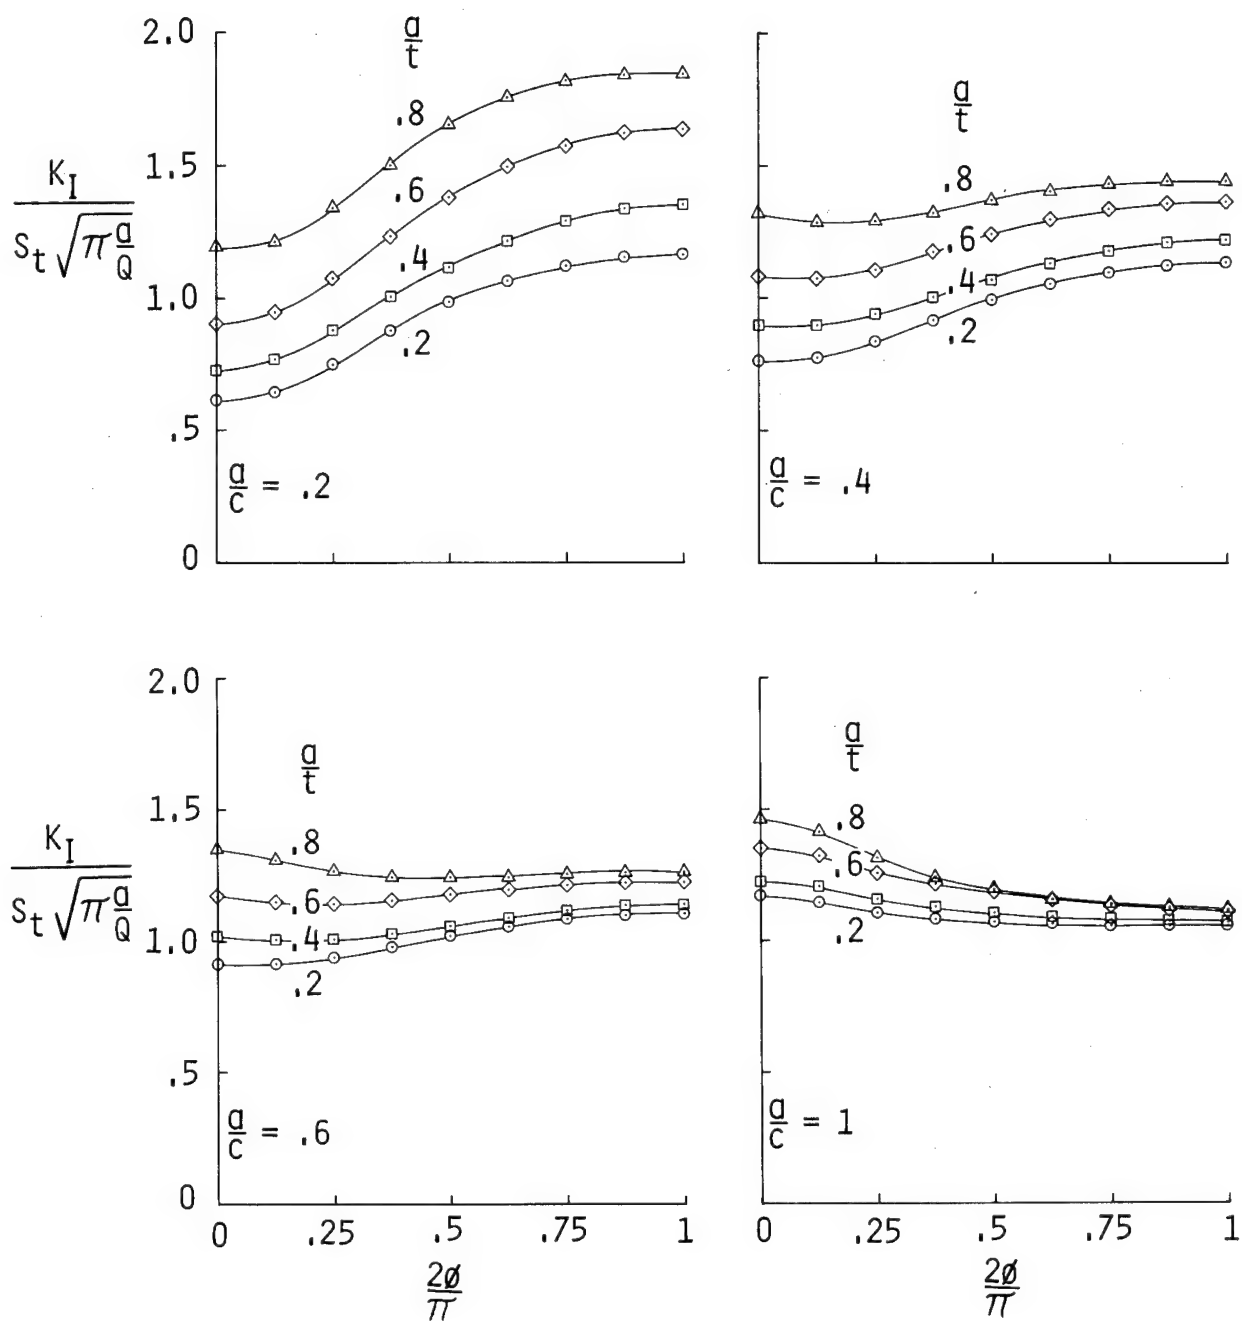 2.0
1.5
1.0
.5
0
K_I
S_t √(π a/Q)
a/t
.8
.6
.4
.2
a/c = .2
a/t
.8
.6
.4
.2
a/c = .4
2.0
1.5
1.0
.5
0
K_I
S_t √(π a/Q)
a/t
.8
.6
.4
.2
a/c = .6
0 .25 .5 .75 1
2ø/π
a/t
.8
.6
.2
a/c = 1
0 .25 .5 .75 1
2ø/π